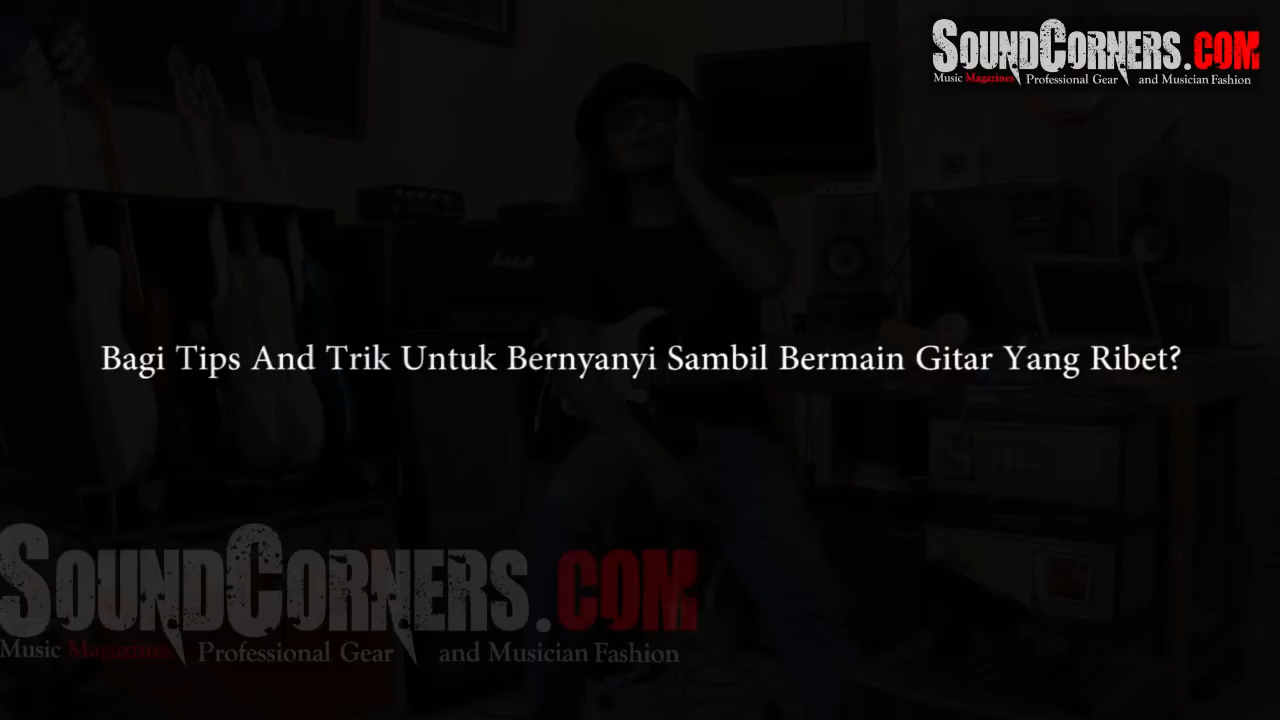 SOUNDCORNERS.COM
Music Magazines Professional Gear and Musician Fashion
Bagi Tips And Trik Untuk Bernyanyi Sambil Bermain Gitar Yang Ribet?
SOUNDCORNERS.COM
Music Magazines Professional Gear and Musician Fashion